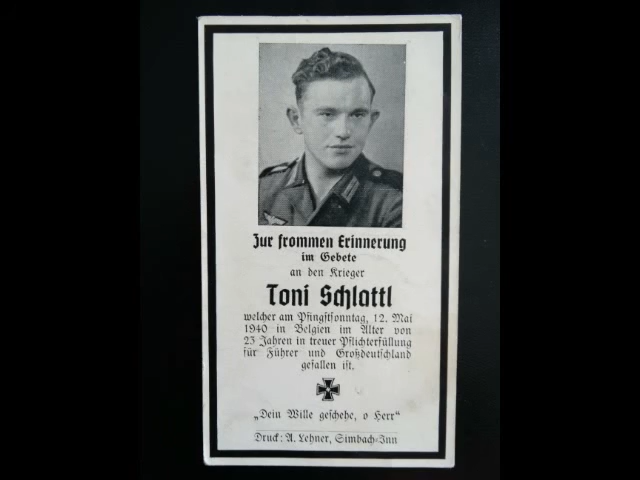 Zur frommen Erinnerung
im Gebete
an den Krieger
Toni Schlattl
welcher am Pfingstsonntag, 12. Mai
1940 in Belgien im Alter von
23 Jahren in treuer Pflichterfüllung
für Führer und Großdeutschland
gefallen ist.
„Dein Wille geschehe, o Herr"
Druck: A. Lehner, Simbach-Inn